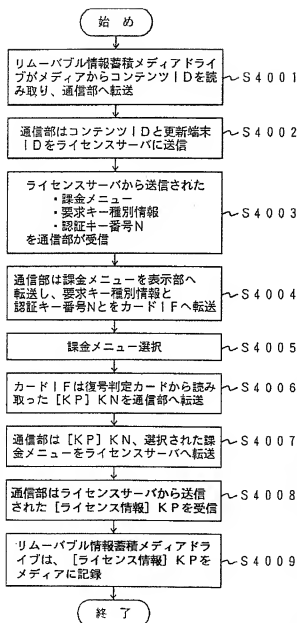 始め
リムーバブル情報蓄積メディアドライ
ブがメディアからコンテンツIDを読
み取り、通信部へ転送
S4001
通信部はコンテンツIDと更新端末
IDをライセンスサーバに送信
S4002
ライセンスサーバから送信された
・課金メニュー
・要求キー種別情報
・認証キー番号N
を通信部が受信
S4003
通信部は課金メニューを表示部へ
転送し、要求キー種別情報と
認証キー番号NとをカードIFへ転送
S4004
課金メニュー選択
S4005
カードIFは復号判定カードから読み
取った[KP]KNを通信部へ転送
S4006
通信部は[KP]KN、選択された課
金メニューをライセンスサーバへ転送
S4007
通信部はライセンスサーバから送信
された[ライセンス情報]KPを受信
S4008
リムーバブル情報蓄積メディアドラ
イブは、[ライセンス情報]KPを
メディアに記録
S4009
終了